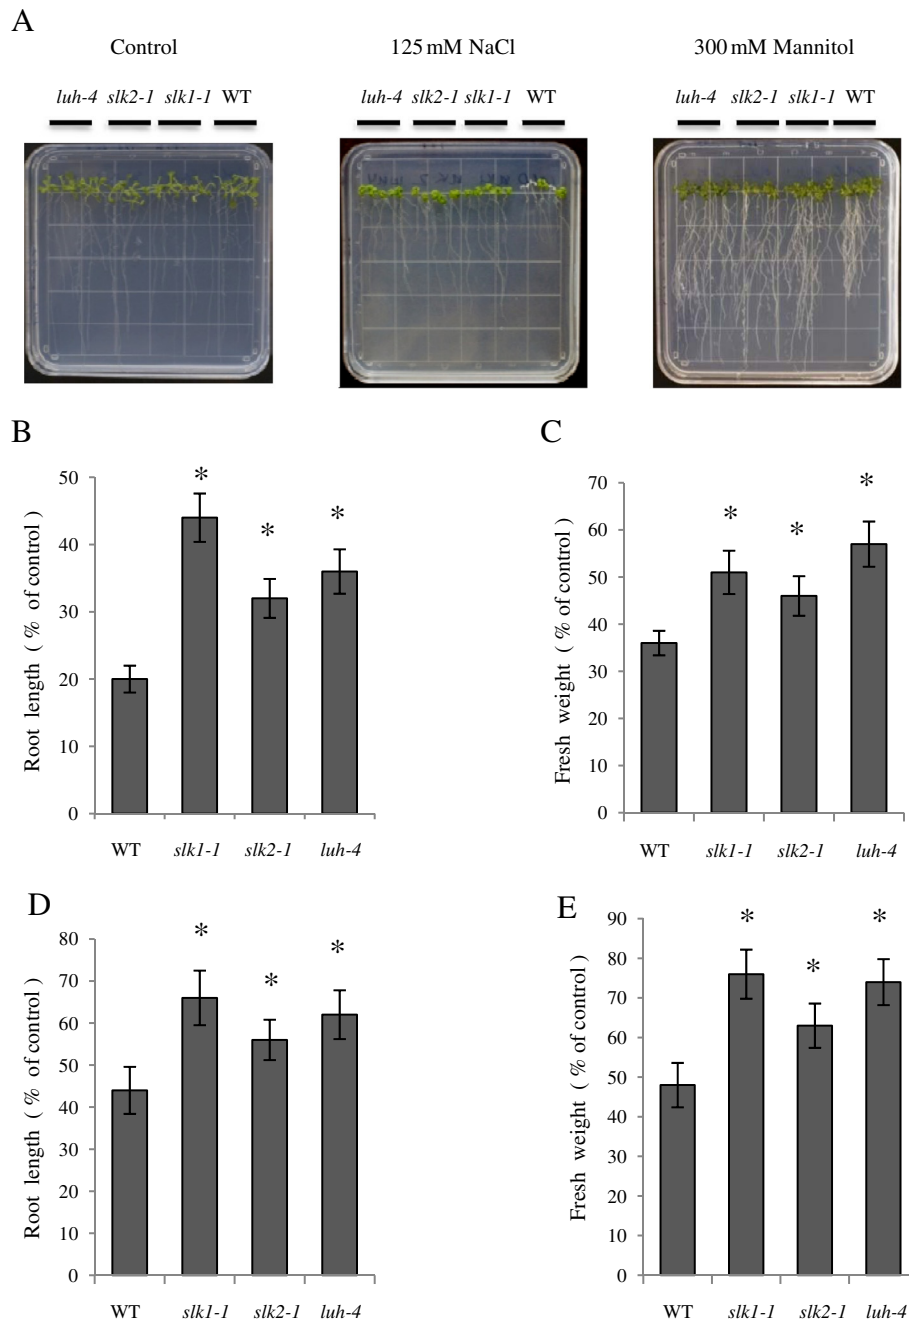 A
Control
125 mM NaCl
300 mM Mannitol
luh-4 slk2-1 slk1-1 WT
luh-4 slk2-1 slk1-1 WT
luh-4 slk2-1 slk1-1 WT
B
Root length ( % of control )
50
40
30
20
10
0
WT slk1-1 slk2-1 luh-4
* * *
C
Fresh weight ( % of control )
70
60
50
40
30
20
10
0
WT slk1-1 slk2-1 luh-4
* * *
D
Root length ( % of control )
80
70
60
50
40
30
20
10
0
WT slk1-1 slk2-1 luh-4
* * *
E
Fresh weight ( % of control )
90
80
70
60
50
40
30
20
10
0
WT slk1-1 slk2-1 luh-4
* * *